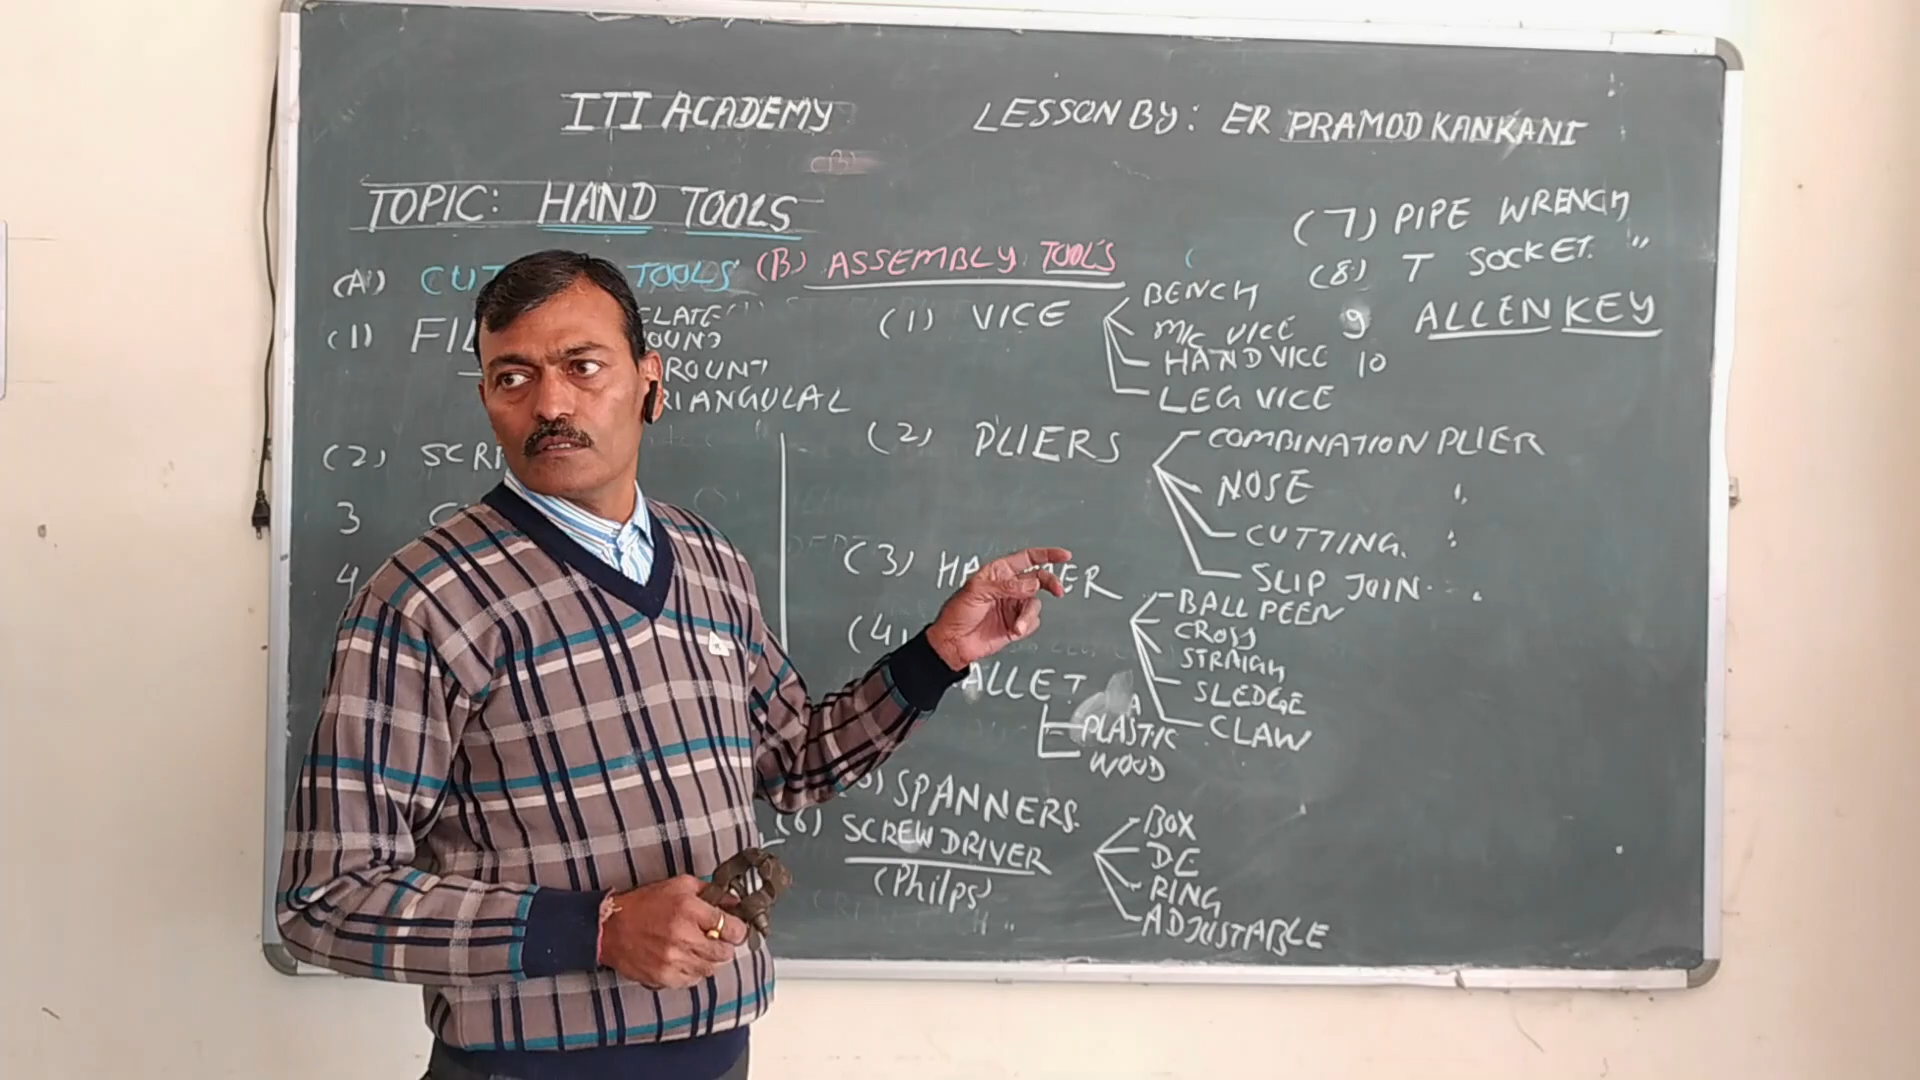 ITI ACADEMY
LESSON BY: ER PRAMOD KANKANI
TOPIC: HAND TOOLS
(A) TOOLS
(1)
(2)
3
4
(B) ASSEMBLY TOOLS
(1) VICE
BENCH
M/C VICE
HAND VICE
LEG VICE
(2) PLIERS
COMBINATION PLIER
NOSE "
CUTTING. "
SLIP JOIN. "
(3)
BALL PEEN
CROSS
SLEDGE
CLAW
(4)
PLASTIC
WOOD
SPANNERS.
BOX
DE
RING
ADJUSTABLE
(6) SCREW DRIVER
(Philps)
(7) PIPE WRENCH
(8) T SOCKET. "
9 ALLEN KEY
10